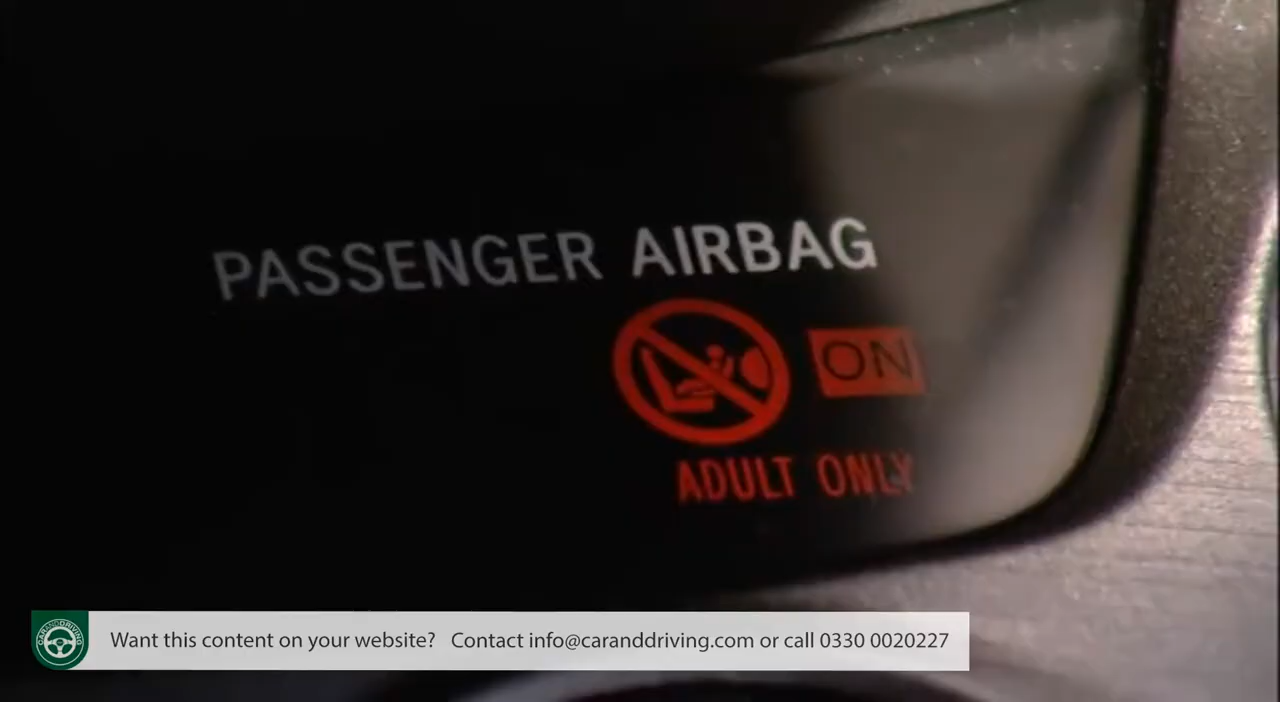 PASSENGER AIRBAG
ON
ADULT ONLY
CARANDDRIVING
Want this content on your website? Contact info@caranddriving.com or call 0330 0020227